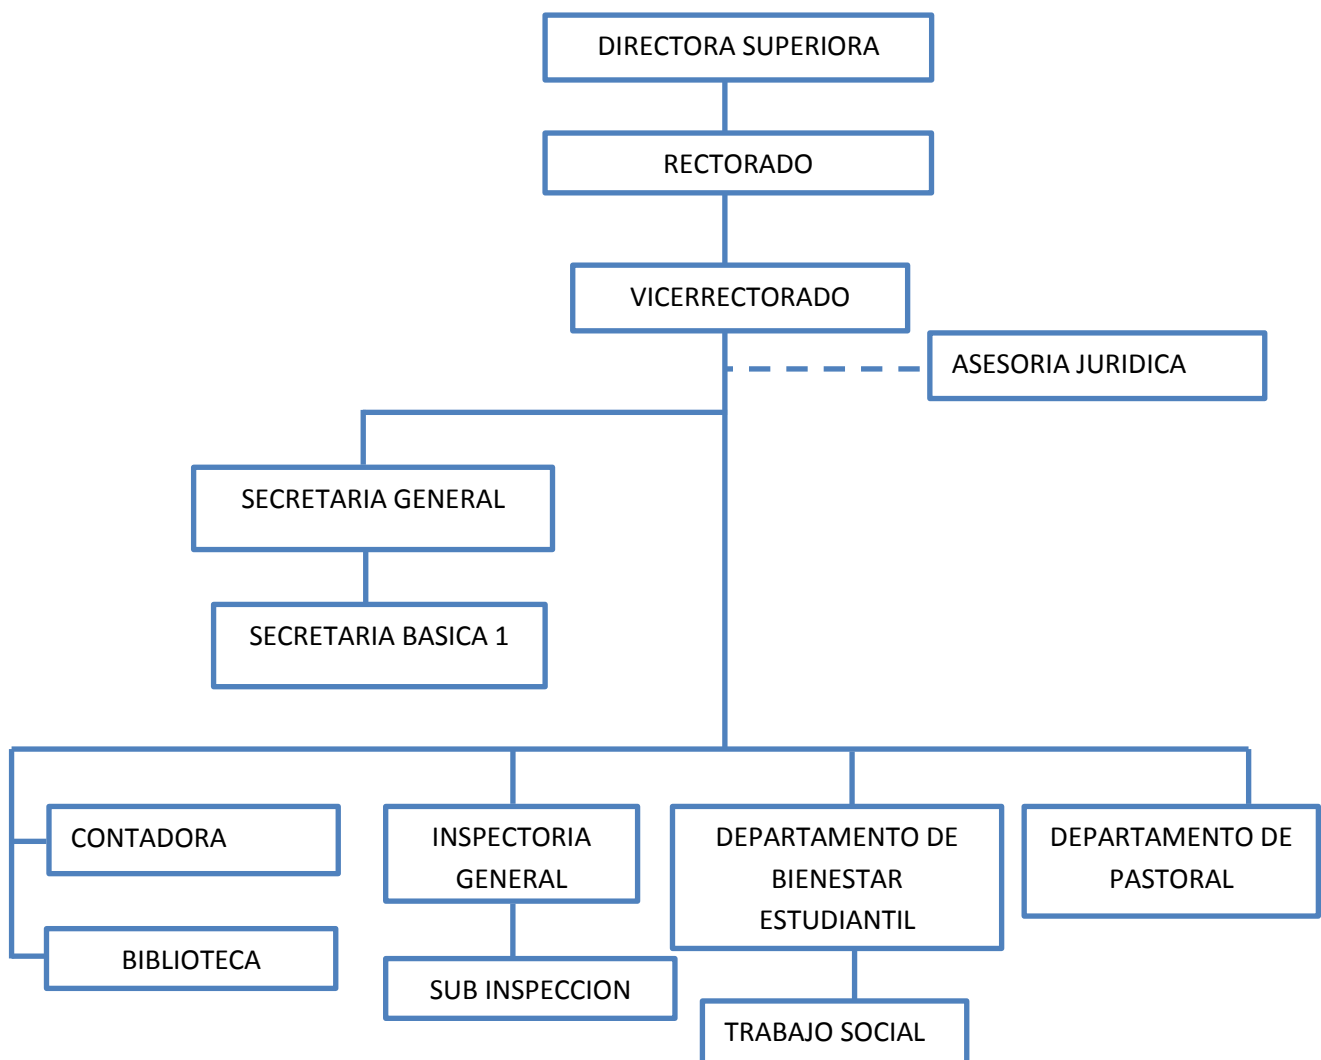 DIRECTORA SUPERIORA
RECTORADO
VICERRECTORADO
ASESORIA JURIDICA
SECRETARIA GENERAL
SECRETARIA BASICA 1
CONTADORA
INSPECTORIA
GENERAL
DEPARTAMENTO DE
BIENESTAR
ESTUDIANTIL
DEPARTAMENTO DE
PASTORAL
BIBLIOTECA
SUB INSPECCION
TRABAJO SOCIAL